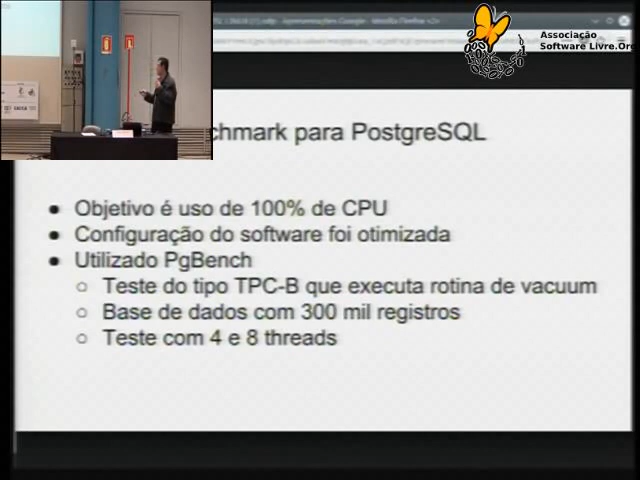 Associação
Software Livre.Or
chmark para PostgreSQL
Objetivo é uso de 100% de CPU
Configuração do software foi otimizada
Utilizado PgBench
Teste do tipo TPC-B que executa rotina de vacuum
Base de dados com 300 mil registros
Teste com 4 e 8 threads